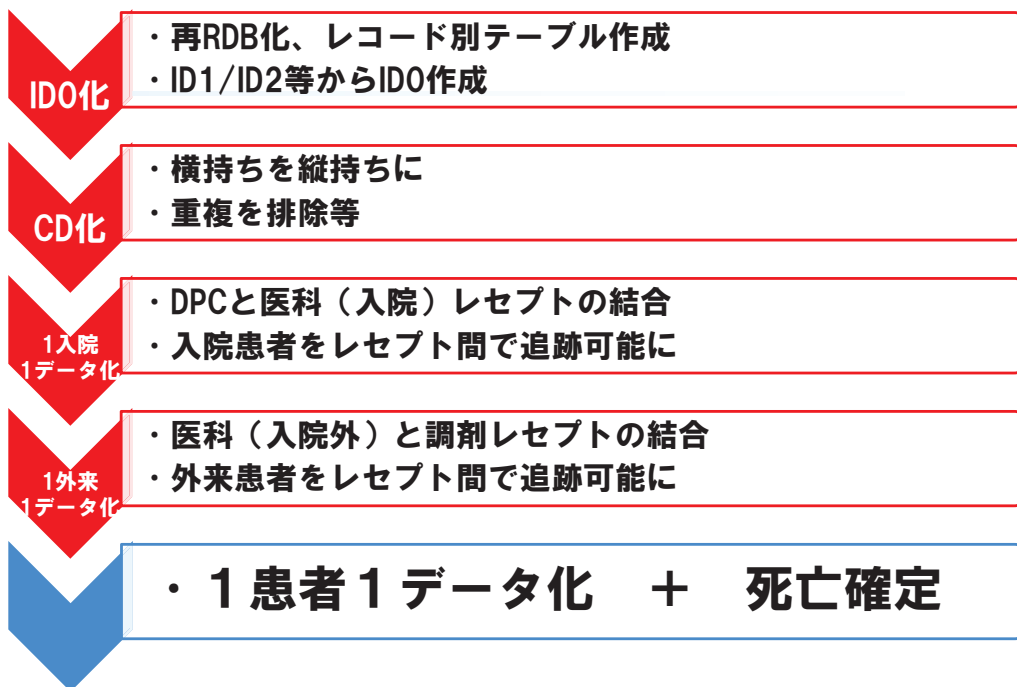 ID0化
・再RDB化、レコード別テーブル作成
・ID1/ID2等からID0作成
CD化
・横持ちを縦持ちに
・重複を排除等
1入院
1データ化
・DPCと医科（入院）レセプトの結合
・入院患者をレセプト間で追跡可能に
1外来
1データ化
・医科（入院外）と調剤レセプトの結合
・外来患者をレセプト間で追跡可能に
・１患者１データ化　＋　死亡確定